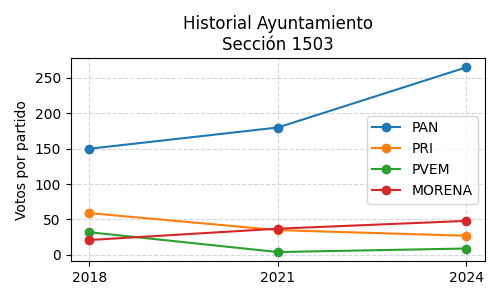 Historial Ayuntamiento
Sección 1503
Votos por partido
250
200
150
100
50
0
2018
2021
2024
PAN
PRI
PVEM
MORENA